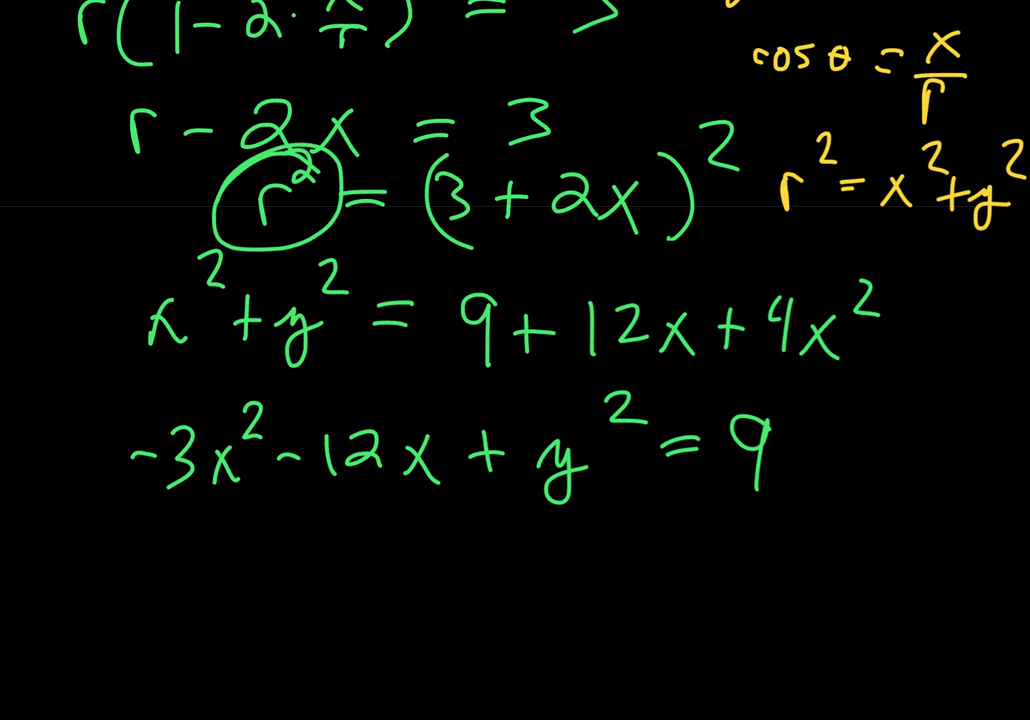 r(1 - 2 · x/r) = 3
cos θ = x/r
r - 2x = 3
r² = (3 + 2x)²
r² = x² + y²
x² + y² = 9 + 12x + 4x²
-3x² - 12x + y² = 9